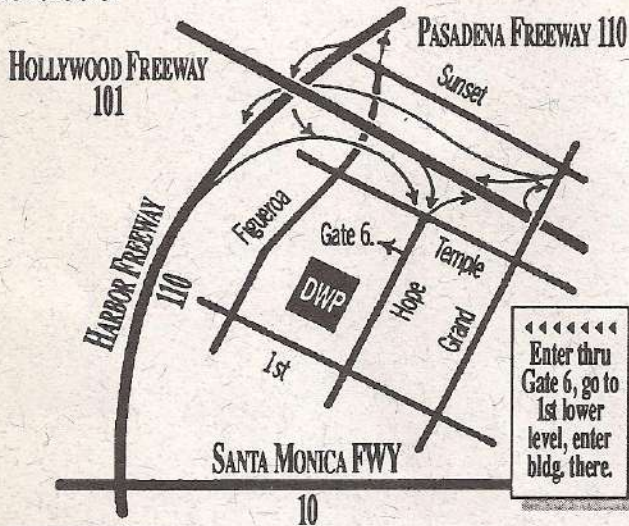 PASADENA FREEWAY 110
HOLLYWOOD FREEWAY
101
Sunset
Figueroa
Gate 6.
Temple
HARBOR FREEWAY
110
DWP
Hope
Grand
1st
Enter thru
Gate 6, go to
1st lower
level, enter
bldg. there.
SANTA MONICA FWY
10